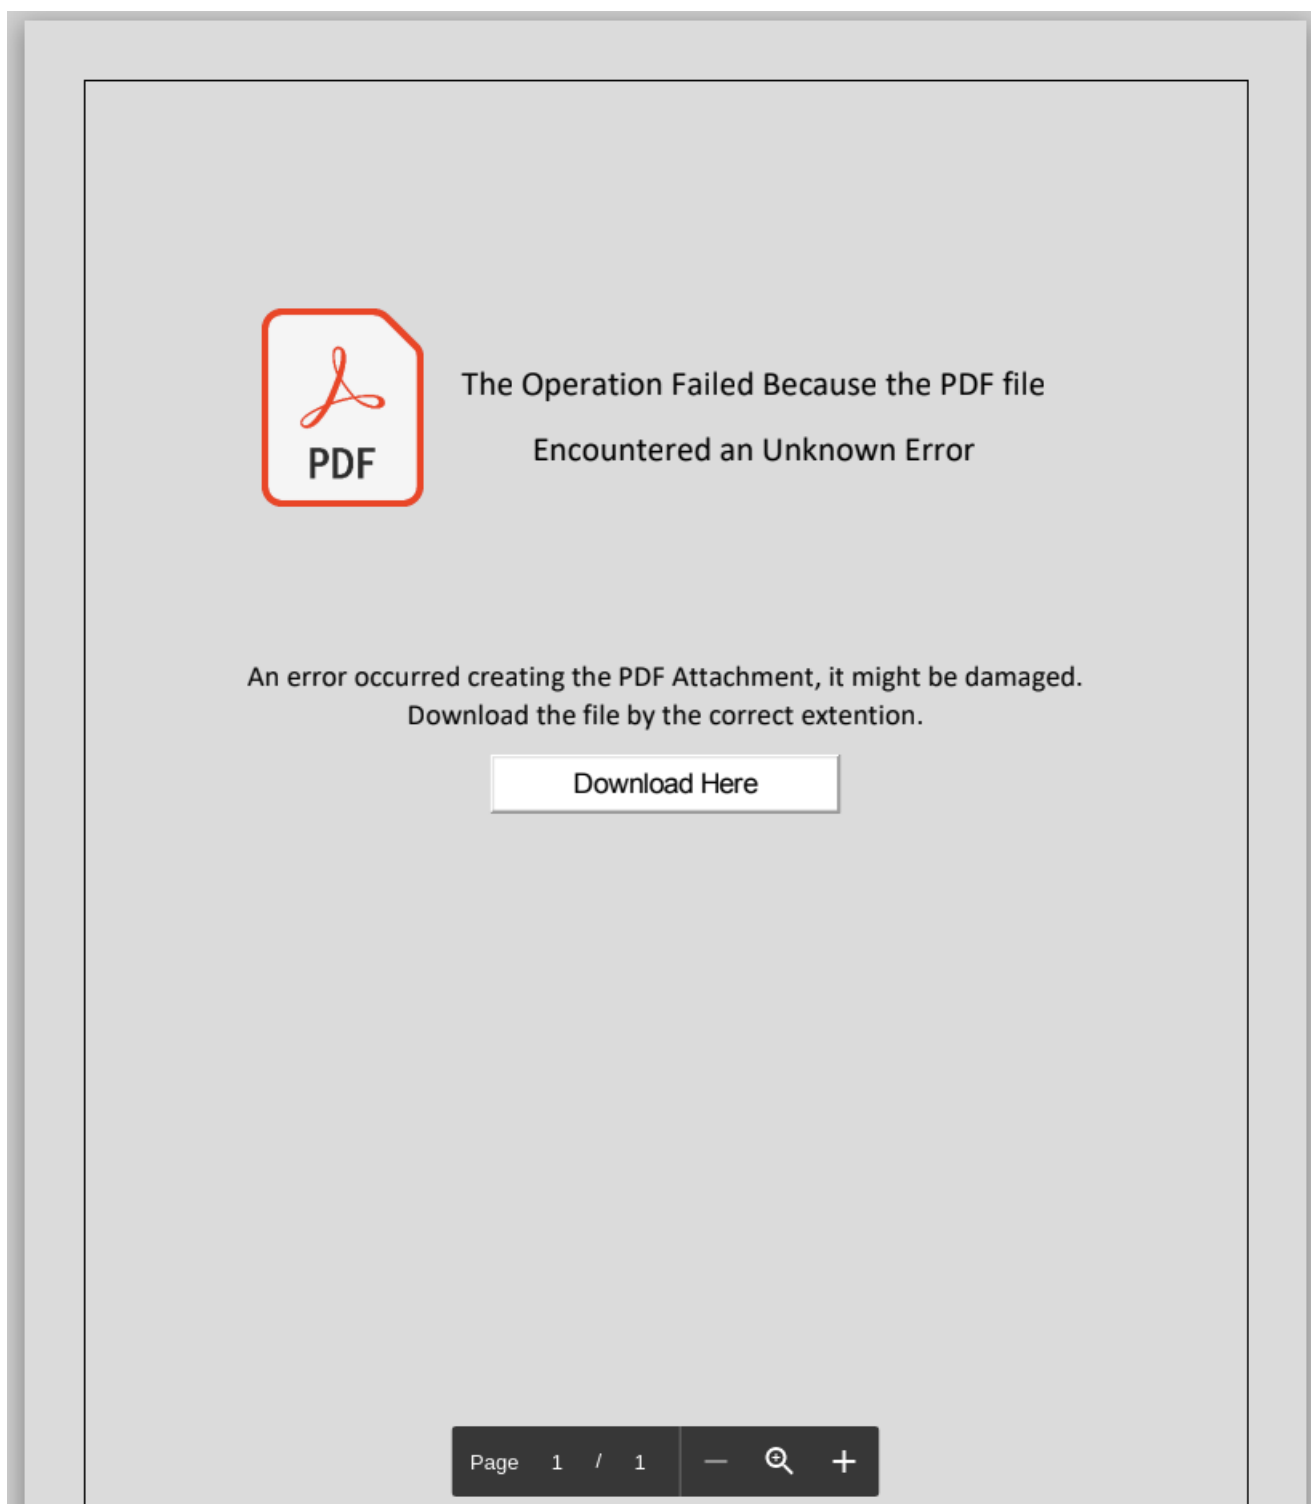 PDF
The Operation Failed Because the PDF file
Encountered an Unknown Error
An error occurred creating the PDF Attachment, it might be damaged.
Download the file by the correct extention.
Download Here
Page 1 / 1